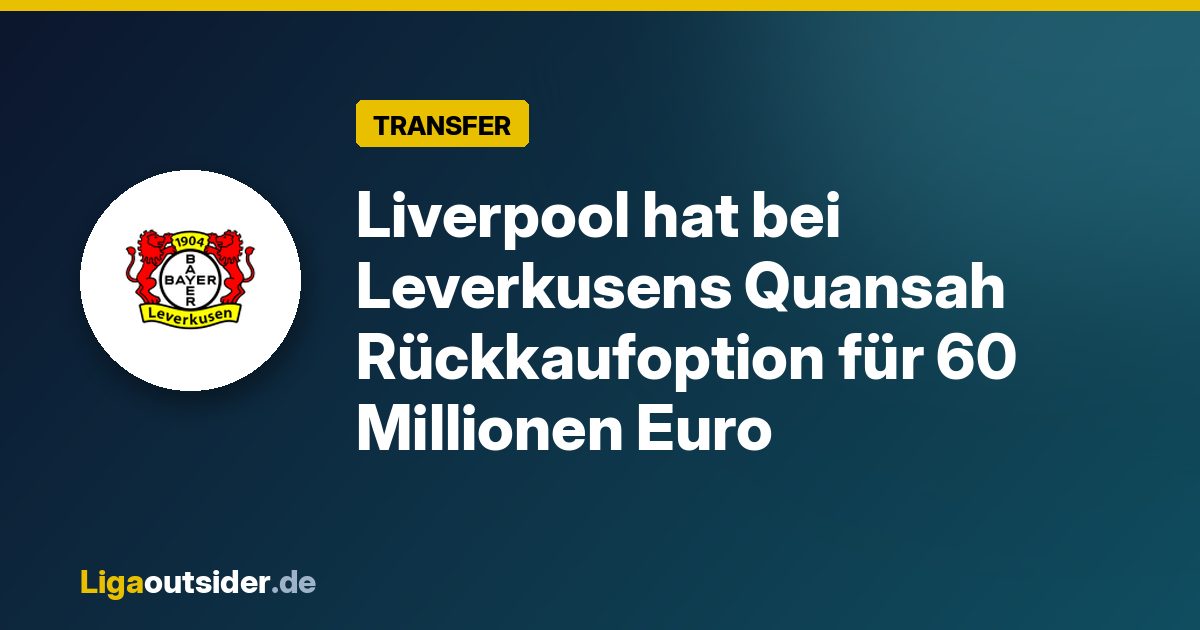 TRANSFER
Liverpool hat bei
Leverkusens Quansah
Rückkaufoption für 60
Millionen Euro
1904
BAYER
BAYER
Leverkusen
Ligaoutsider.de